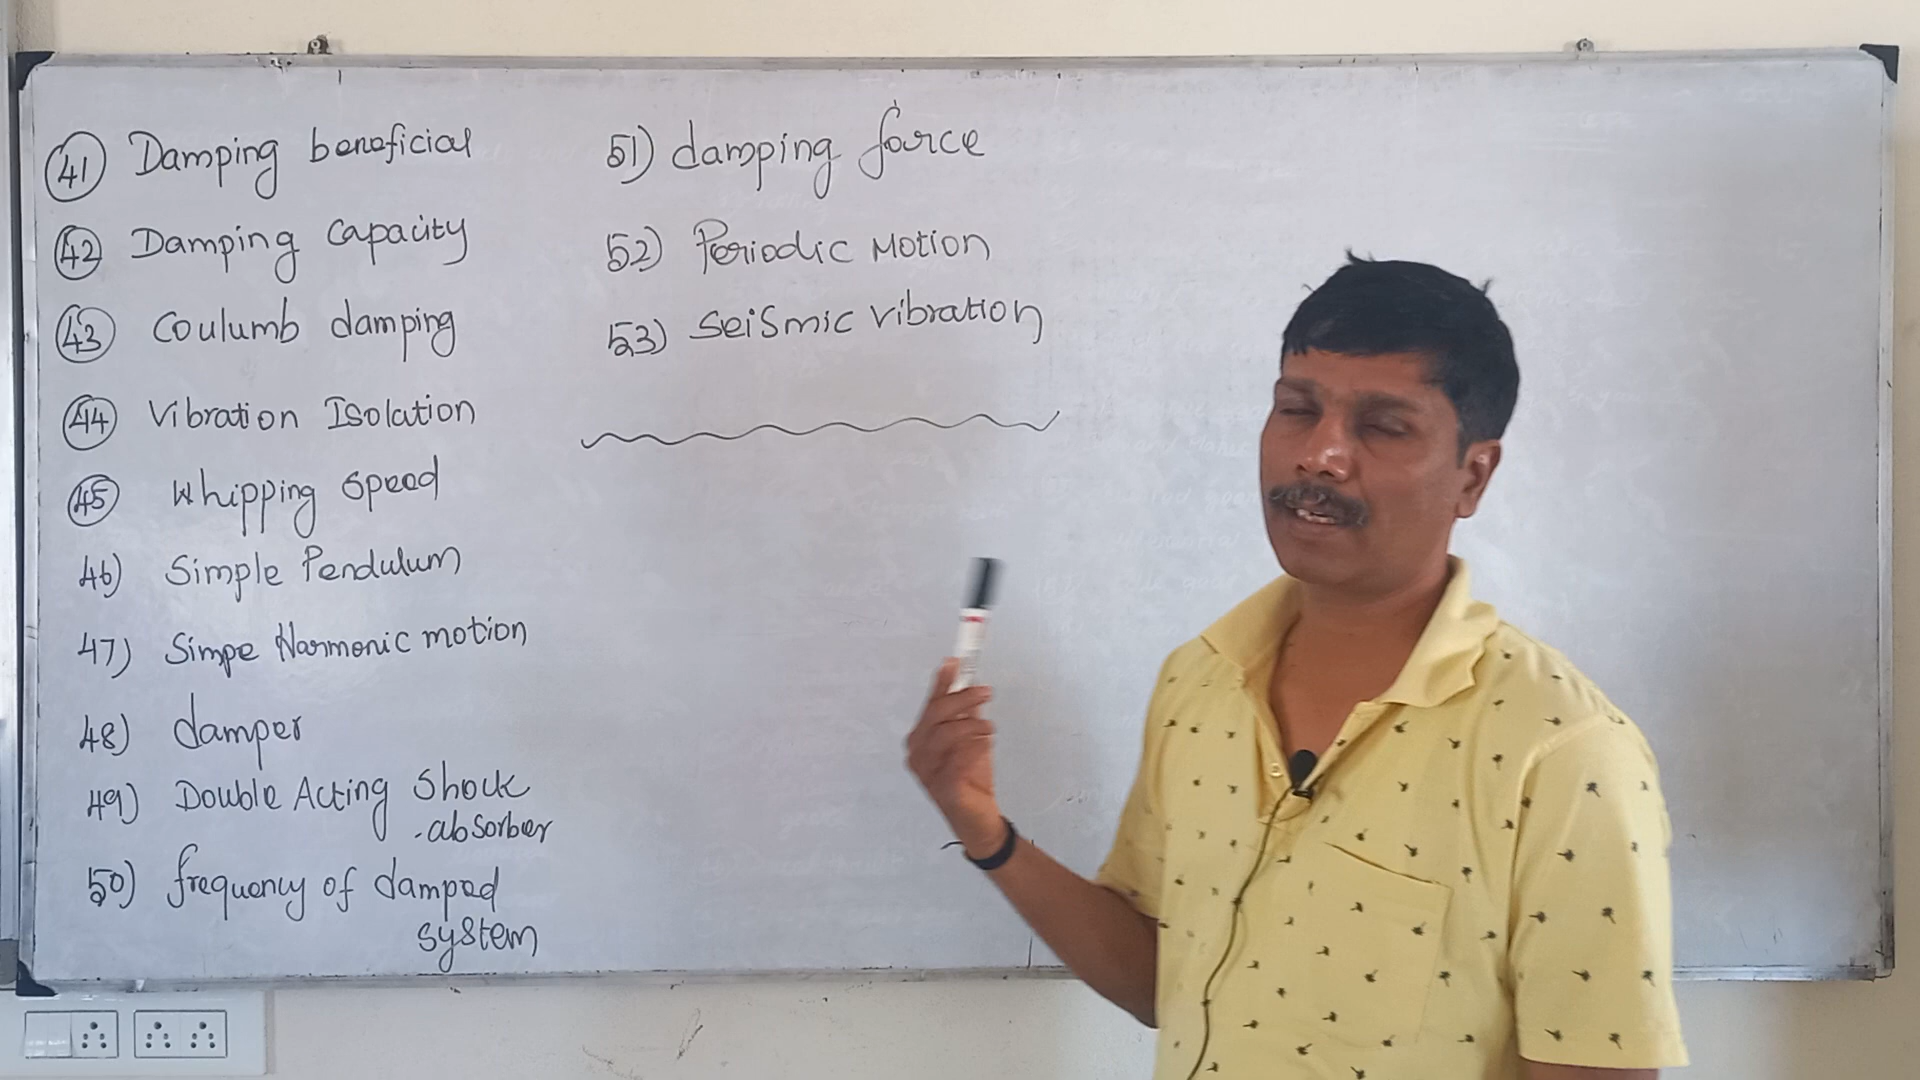 41 Damping beneficial
42 Damping capacity
43 Coulumb damping
44 Vibration Isolation
45 Whipping speed
46) Simple Pendulum
47) Simpe Harmonic motion
48) damper
49) Double Acting Shock
absorber
50) frequency of damped
system
51) damping force
52) Periodic Motion
53) Seismic vibration